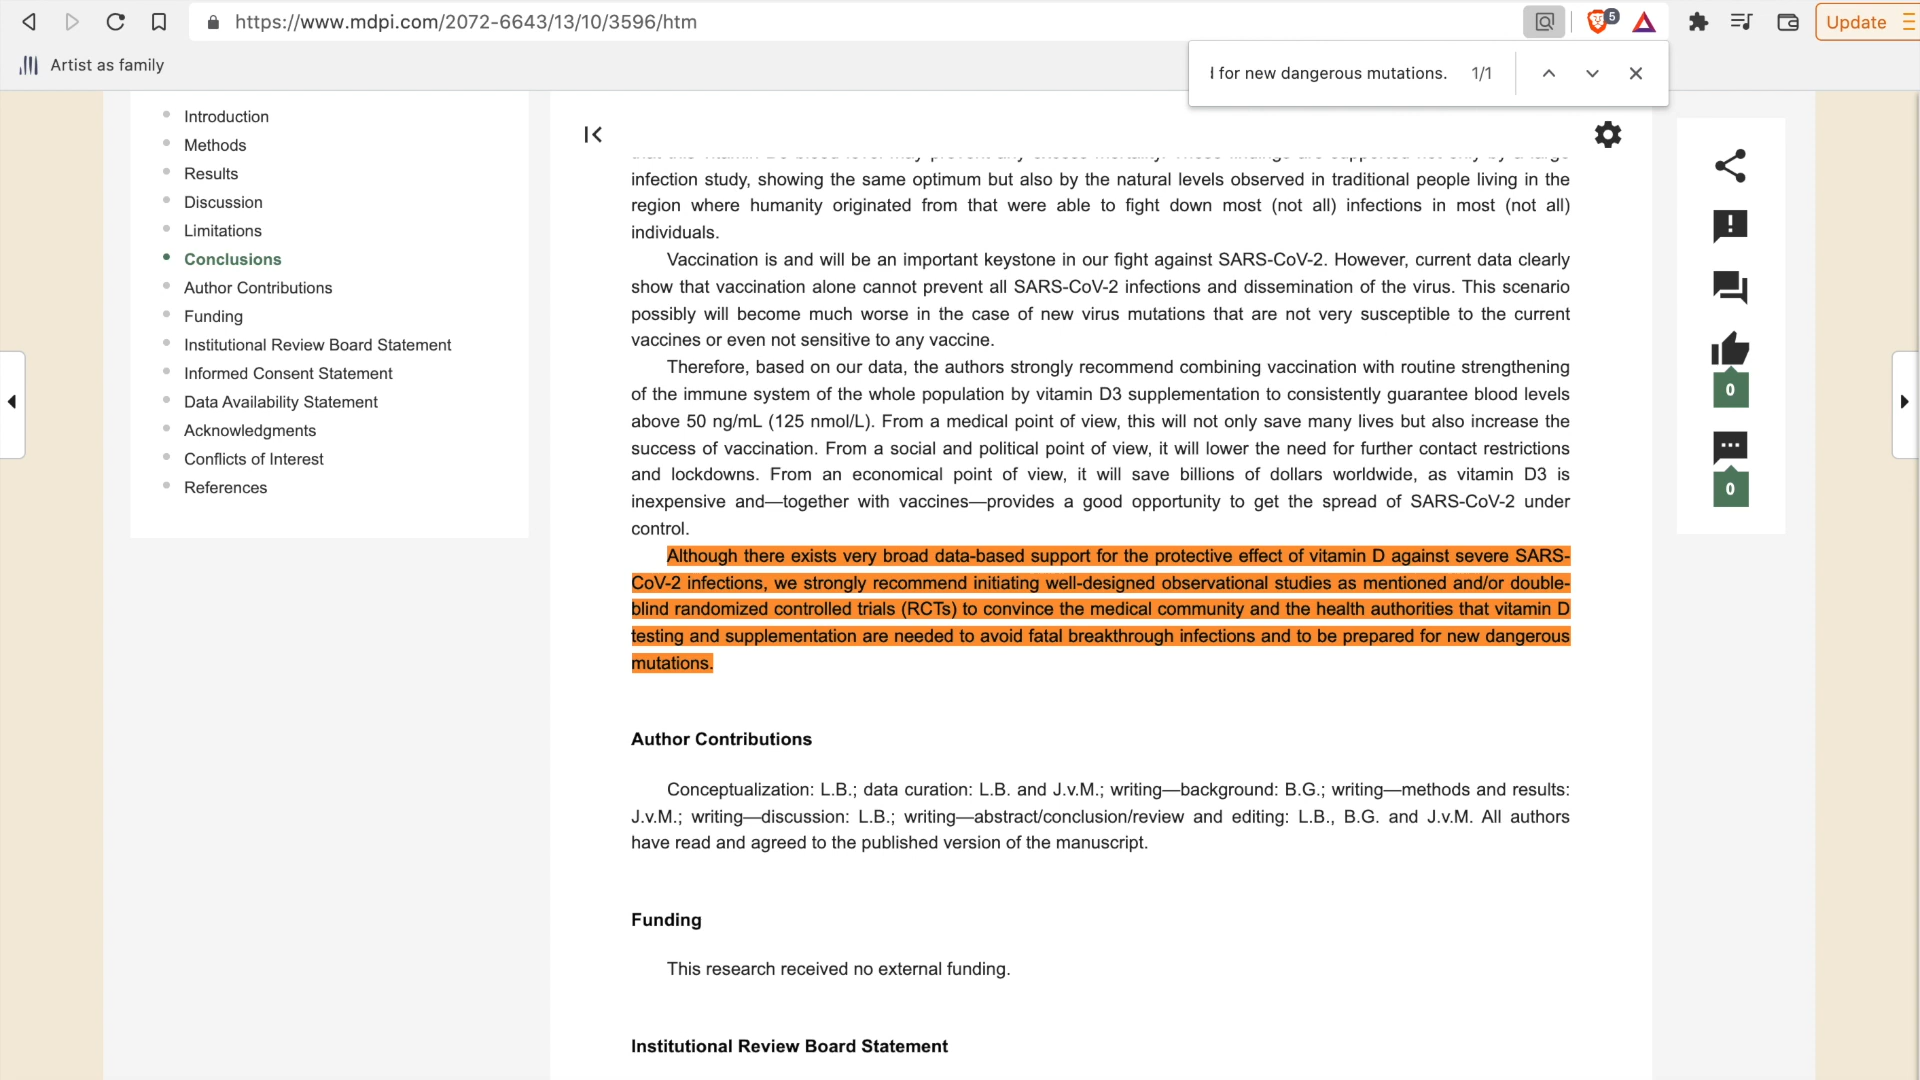 https://www.mdpi.com/2072-6643/13/10/3596/htm
5
Update
Artist as family
for new dangerous mutations.
1/1
Introduction
Methods
Results
Discussion
Limitations
Conclusions
Author Contributions
Funding
Institutional Review Board Statement
Informed Consent Statement
Data Availability Statement
Acknowledgments
Conflicts of Interest
References
infection study, showing the same optimum but also by the natural levels observed in traditional people living in the
region where humanity originated from that were able to fight down most (not all) infections in most (not all)
individuals.
Vaccination is and will be an important keystone in our fight against SARS-CoV-2. However, current data clearly
show that vaccination alone cannot prevent all SARS-CoV-2 infections and dissemination of the virus. This scenario
possibly will become much worse in the case of new virus mutations that are not very susceptible to the current
vaccines or even not sensitive to any vaccine.
Therefore, based on our data, the authors strongly recommend combining vaccination with routine strengthening
of the immune system of the whole population by vitamin D3 supplementation to consistently guarantee blood levels
above 50 ng/mL (125 nmol/L). From a medical point of view, this will not only save many lives but also increase the
success of vaccination. From a social and political point of view, it will lower the need for further contact restrictions
and lockdowns. From an economical point of view, it will save billions of dollars worldwide, as vitamin D3 is
inexpensive and—together with vaccines—provides a good opportunity to get the spread of SARS-CoV-2 under
control.
Although there exists very broad data-based support for the protective effect of vitamin D against severe SARS-
CoV-2 infections, we strongly recommend initiating well-designed observational studies as mentioned and/or double-
blind randomized controlled trials (RCTs) to convince the medical community and the health authorities that vitamin D
testing and supplementation are needed to avoid fatal breakthrough infections and to be prepared for new dangerous
mutations.
Author Contributions
Conceptualization: L.B.; data curation: L.B. and J.v.M.; writing—background: B.G.; writing—methods and results:
J.v.M.; writing—discussion: L.B.; writing—abstract/conclusion/review and editing: L.B., B.G. and J.v.M. All authors
have read and agreed to the published version of the manuscript.
Funding
This research received no external funding.
Institutional Review Board Statement
0
0